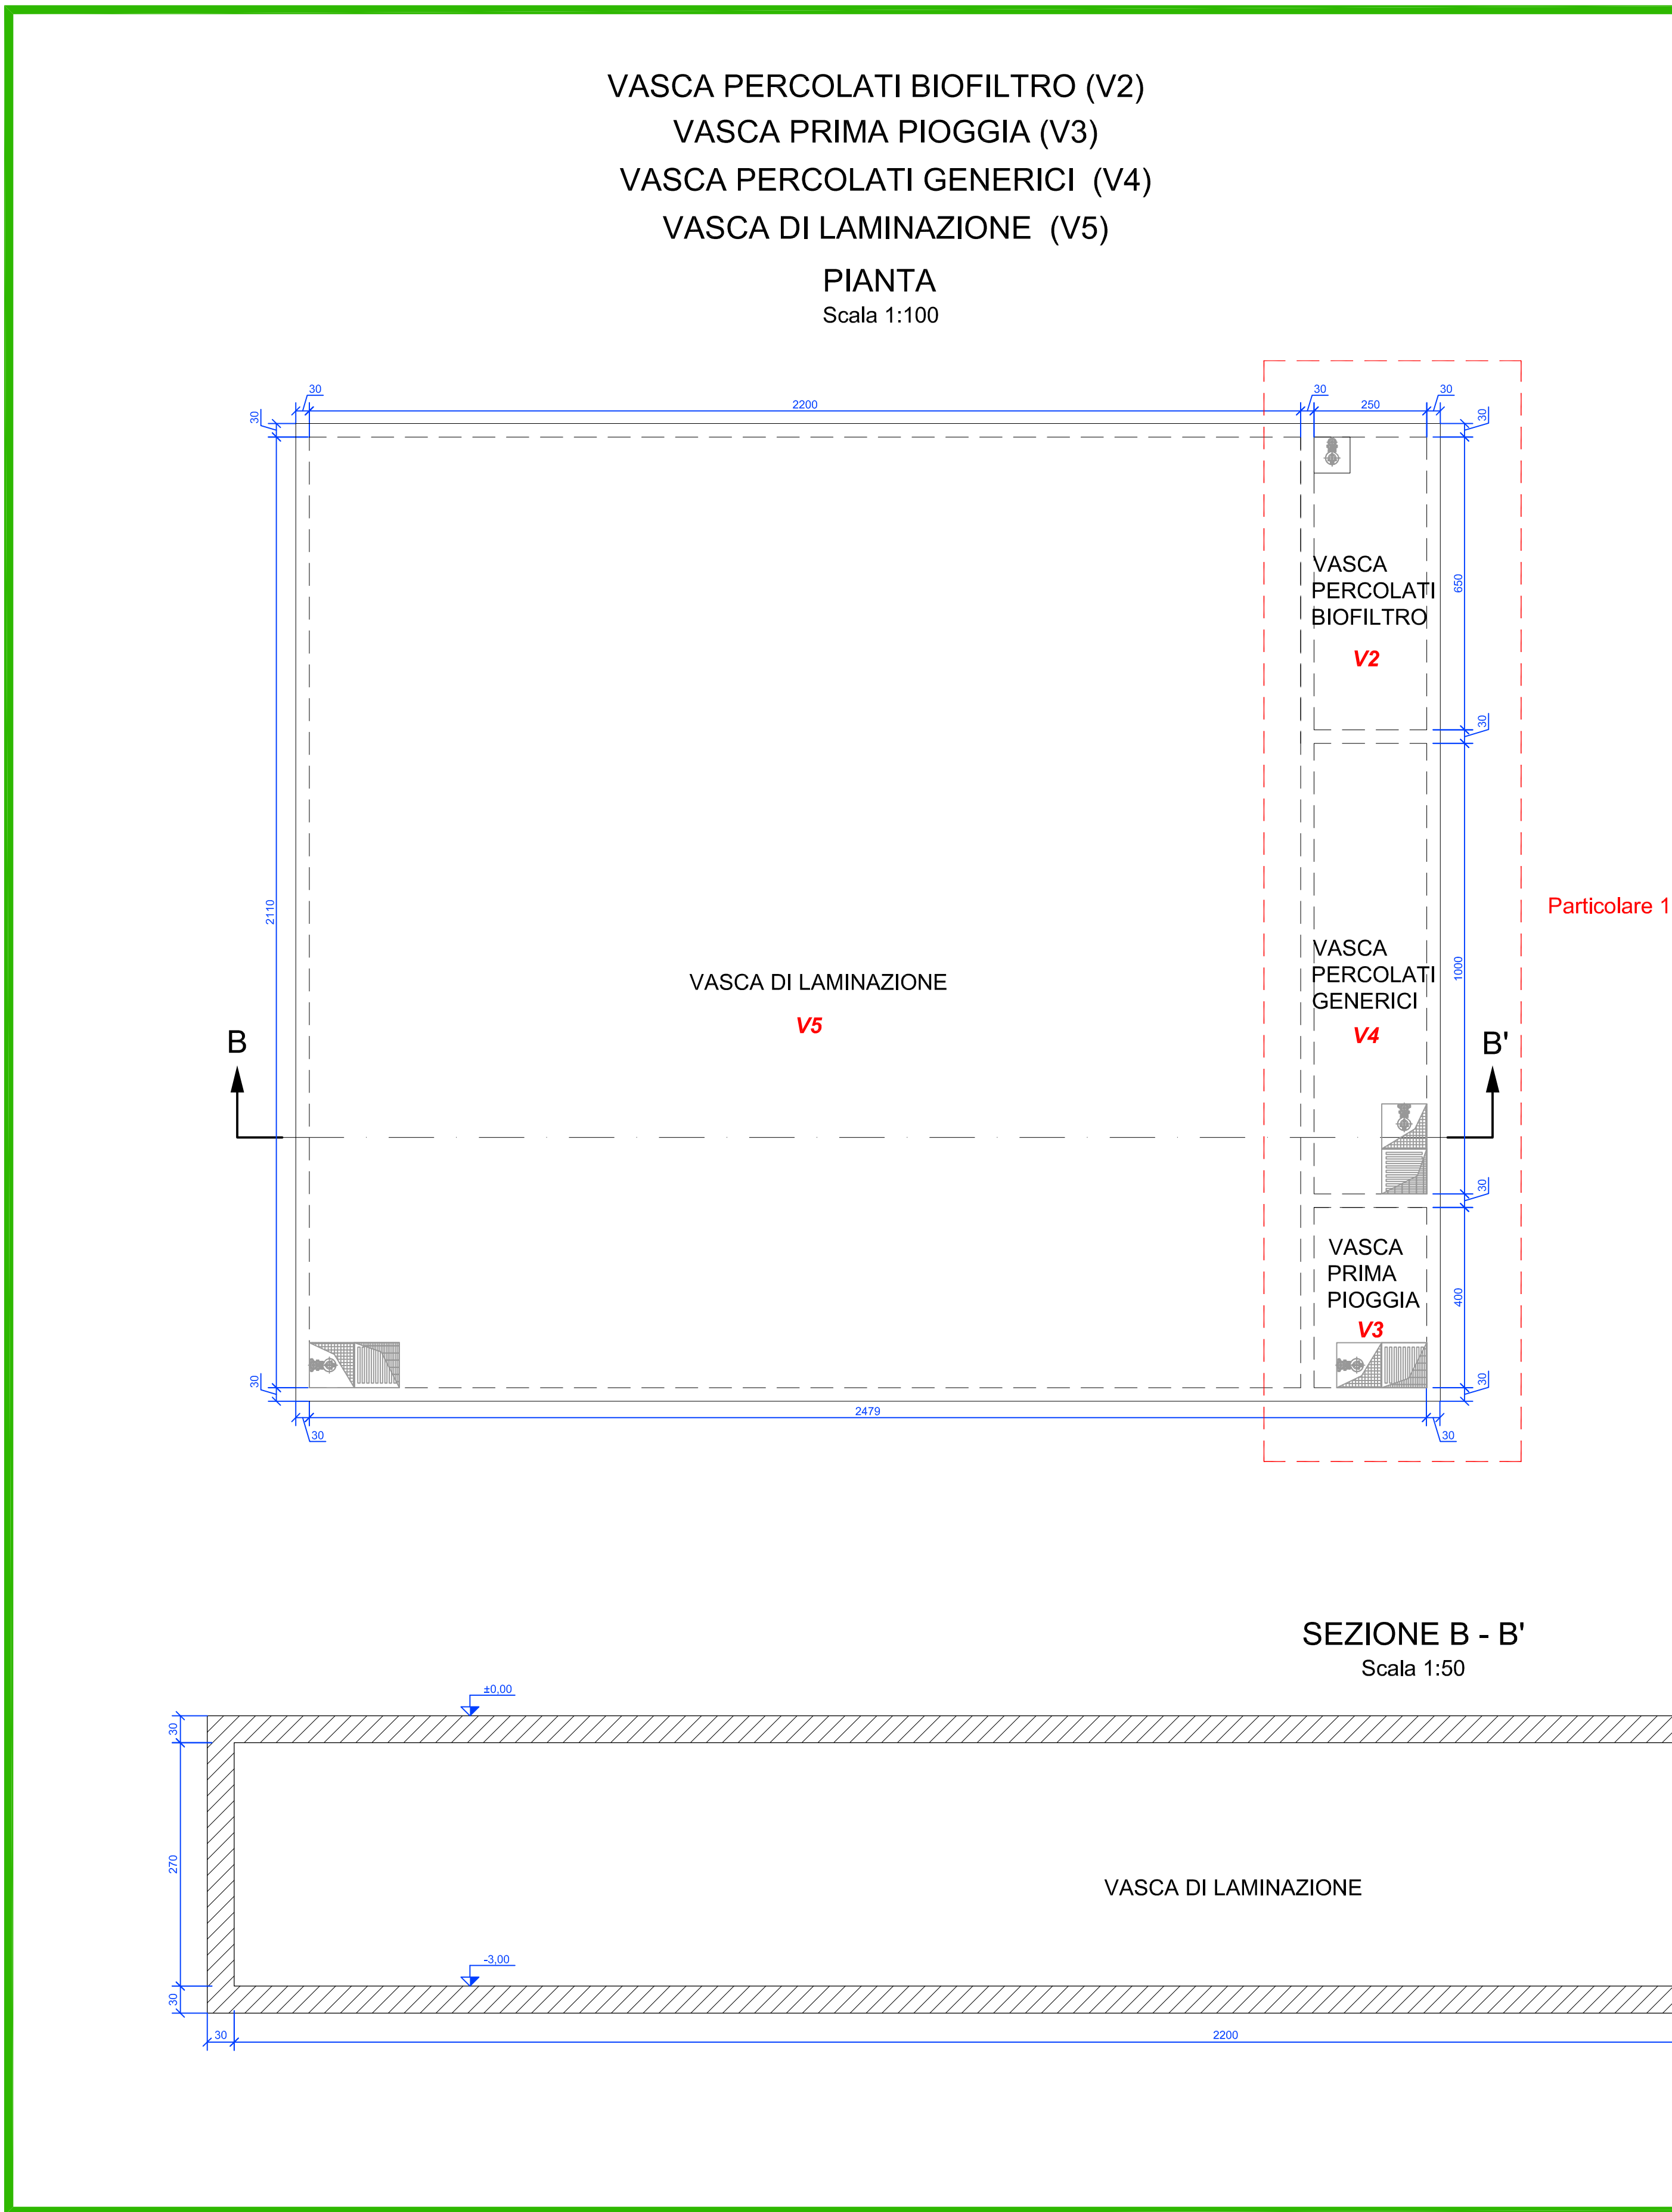 VASCA PERCOLATI BIOFILTRO (V2)
VASCA PRIMA PIOGGIA (V3)
VASCA PERCOLATI GENERICI (V4)
VASCA DI LAMINAZIONE (V5)
PIANTA
Scala 1:100
30
2200
30
250
30
30
30
VASCA
PERCOLATI
BIOFILTRO
V2
650
30
2110
Particolare 1
VASCA DI LAMINAZIONE
V5
VASCA
PERCOLATI
GENERICI
V4
1000
B
B'
30
VASCA
PRIMA
PIOGGIA
V3
400
30
30
2479
30
30
SEZIONE B - B'
Scala 1:50
±0,00
30
270
VASCA DI LAMINAZIONE
-3,00
30
30
2200